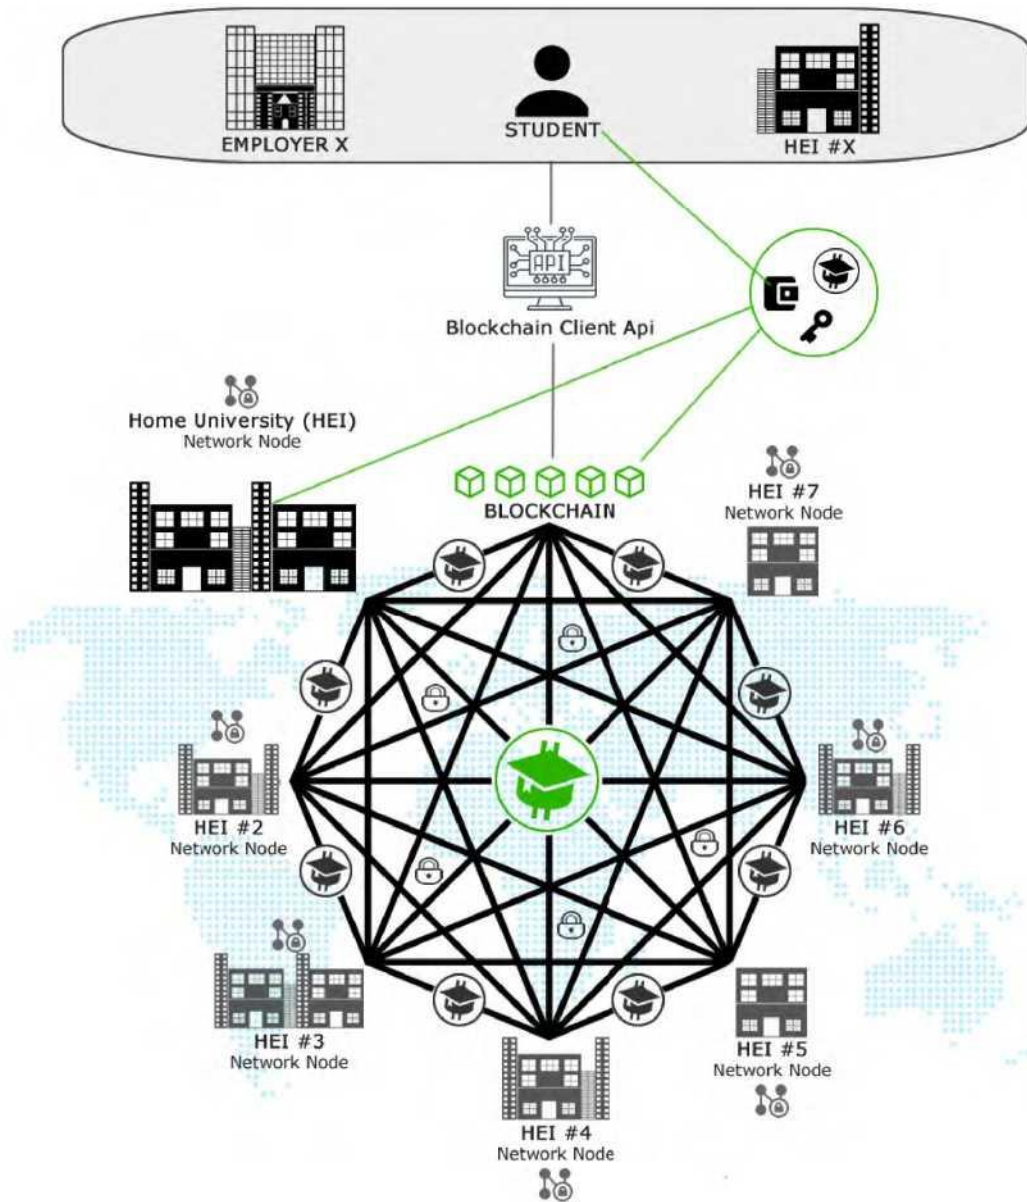 EMPLOYER X
STUDENT
HEI #X
API
Blockchain Client Api
Home University (HEI)
Network Node
BLOCKCHAIN
HEI #7
Network Node
HEI #2
Network Node
HEI #6
Network Node
HEI #3
Network Node
HEI #5
Network Node
HEI #4
Network Node